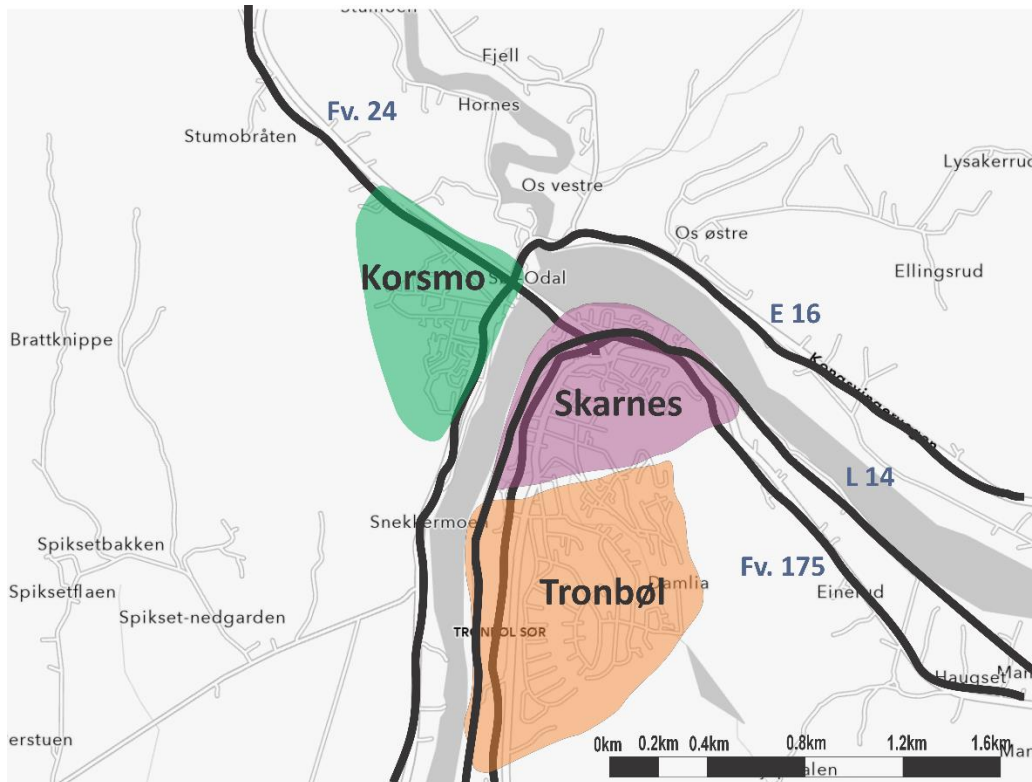 Stumoen
Fjell
Fv. 24
Hornes
Stumobråten
Lysakerrud
Os vestre
Os østre
Korsmo
Ellingsrud
E 16
Brattknippe
Kongsvingervegen
Skarnes
L 14
Snekkermoen
Spiksetbakken
Fv. 175
Tronbøl
Damlia
Spiksetflaen
Einerud
Spikset-nedgarden
TRONBØL SØR
Haugset
erstuen
0km 0.2km 0.4km 0.8km 1.2km 1.6km